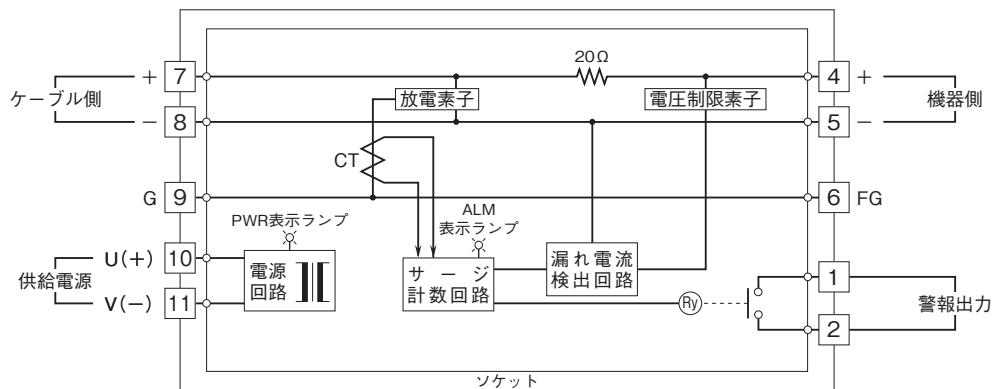 20Ω
+ 7
4 +
ケーブル側
放電素子
電圧制限素子
機器側
− 8
5 −
CT
G 9
6 FG
PWR表示ランプ
ALM
表示ランプ
U(+) 10
供給電源
電源
回路
サージ
計数回路
漏れ電流
検出回路
1
V(−) 11
Ry
警報出力
2
ソケット